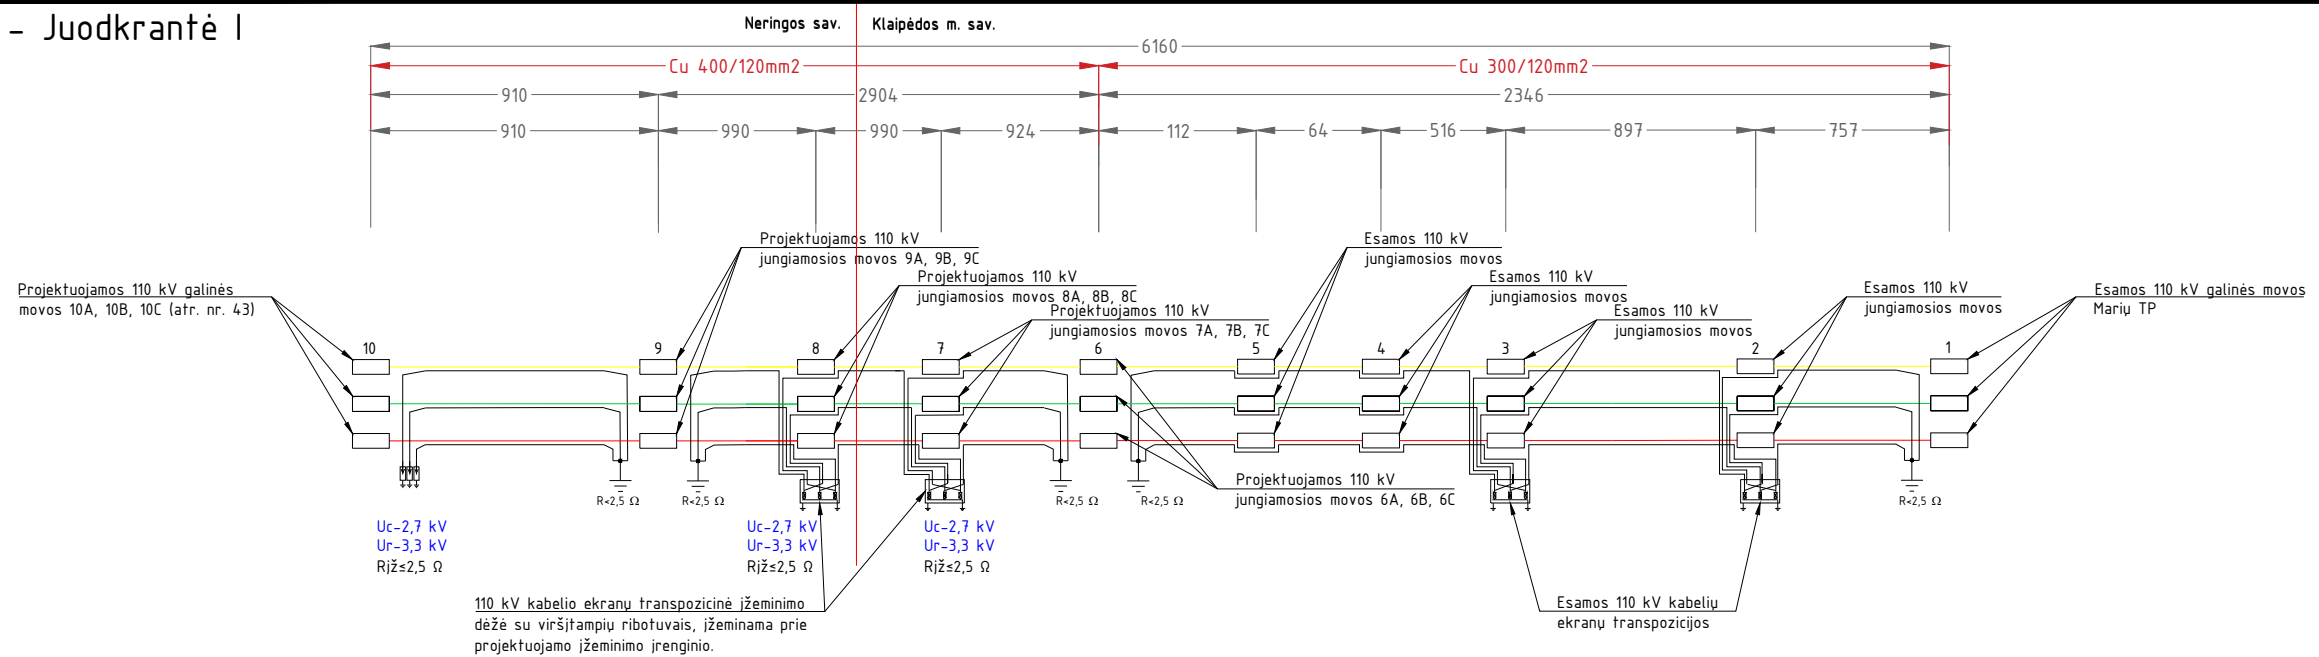 - Juodkrantė I
Neringos sav.
Klaipėdos m. sav.
6160
Cu 400/120mm2
Cu 300/120mm2
910
2904
2346
910
990
990
924
112
64
516
897
757
Projektuojamos 110 kV
jungiamosios movos 9A, 9B, 9C
Projektuojamos 110 kV
jungiamosios movos 8A, 8B, 8C
Projektuojamos 110 kV
jungiamosios movos 7A, 7B, 7C
Esamos 110 kV
jungiamosios movos
Esamos 110 kV
jungiamosios movos
Esamos 110 kV
jungiamosios movos
Esamos 110 kV
jungiamosios movos
Esamos 110 kV galinės movos
Marių TP
Projektuojamos 110 kV galinės
movos 10A, 10B, 10C (atr. nr. 43)
10
9
8
7
6
5
4
3
2
1
Projektuojamos 110 kV
jungiamosios movos 6A, 6B, 6C
R<2,5 Ω
R<2,5 Ω
R<2,5 Ω
R<2,5 Ω
R<2,5 Ω
Uc-2,7 kV
Ur-3,3 kV
Rįž≤2,5 Ω
Uc-2,7 kV
Ur-3,3 kV
Rįž≤2,5 Ω
Uc-2,7 kV
Ur-3,3 kV
Rįž≤2,5 Ω
110 kV kabelio ekranų transpozicinė įžeminimo
dėžė su viršįtampių ribotuvais, įžeminama prie
projektuojamo įžeminimo įrenginio.
Esamos 110 kV kabelių
ekranų transpozicijos